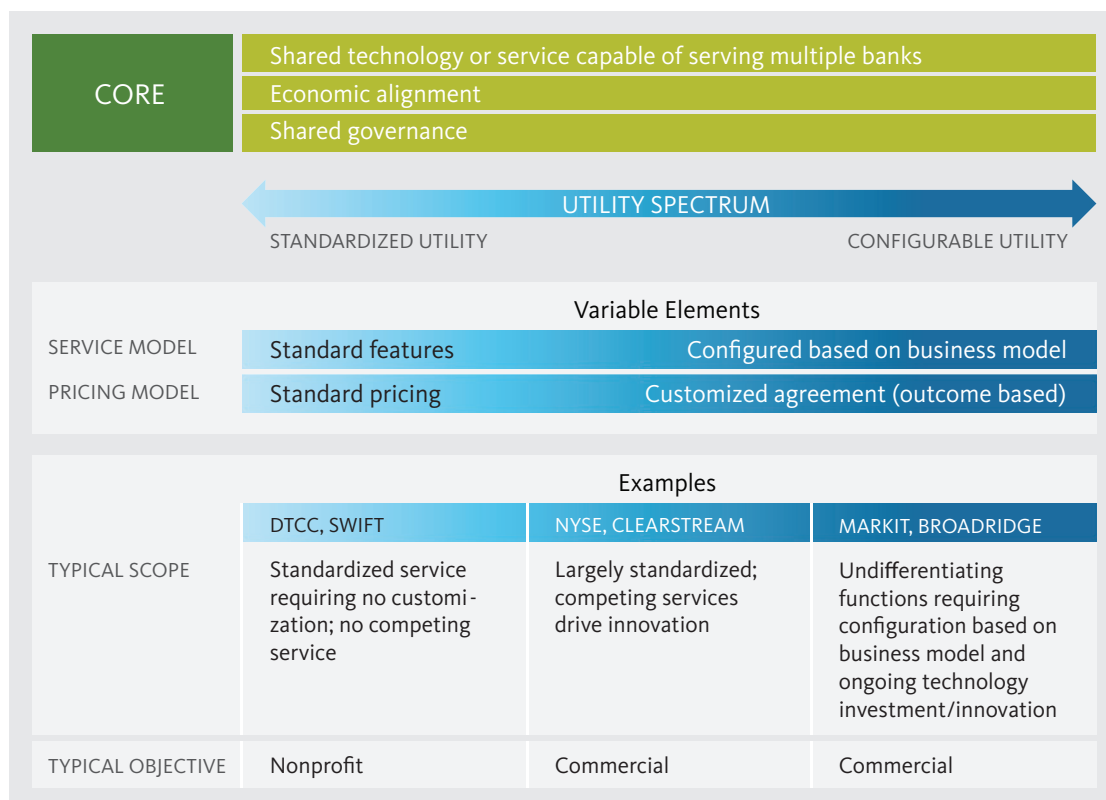 CORE
Shared technology or service capable of serving multiple banks
Economic alignment
Shared governance
UTILITY SPECTRUM
STANDARDIZED UTILITY
CONFIGURABLE UTILITY
Variable Elements
SERVICE MODEL
Standard features
Configured based on business model
PRICING MODEL
Standard pricing
Customized agreement (outcome based)
Examples
DTCC, SWIFT
NYSE, CLEARSTREAM
MARKIT, BROADRIDGE
TYPICAL SCOPE
Standardized service
requiring no customi-
zation; no competing
service
Largely standardized;
competing services
drive innovation
Undifferentiating
functions requiring
configuration based on
business model and
ongoing technology
investment/innovation
TYPICAL OBJECTIVE
Nonprofit
Commercial
Commercial